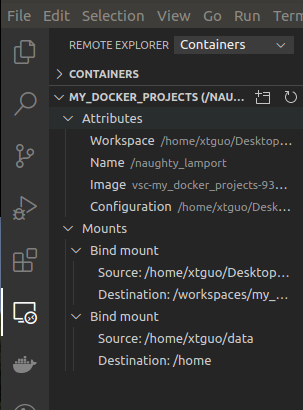 File Edit Selection View Go Run
REMOTE EXPLORER Containers
CONTAINERS
MY_DOCKER_PROJECTS (/NAU...
Attributes
Workspace /home/xtguo/Desktop...
Name /naughty_lamport
Image vsc-my_docker_projects-93...
Configuration /home/xtguo/Desk...
Mounts
Bind mount
Source: /home/xtguo/Desktop...
Destination: /workspaces/my_...
Bind mount
Source: /home/xtguo/data
Destination: /home